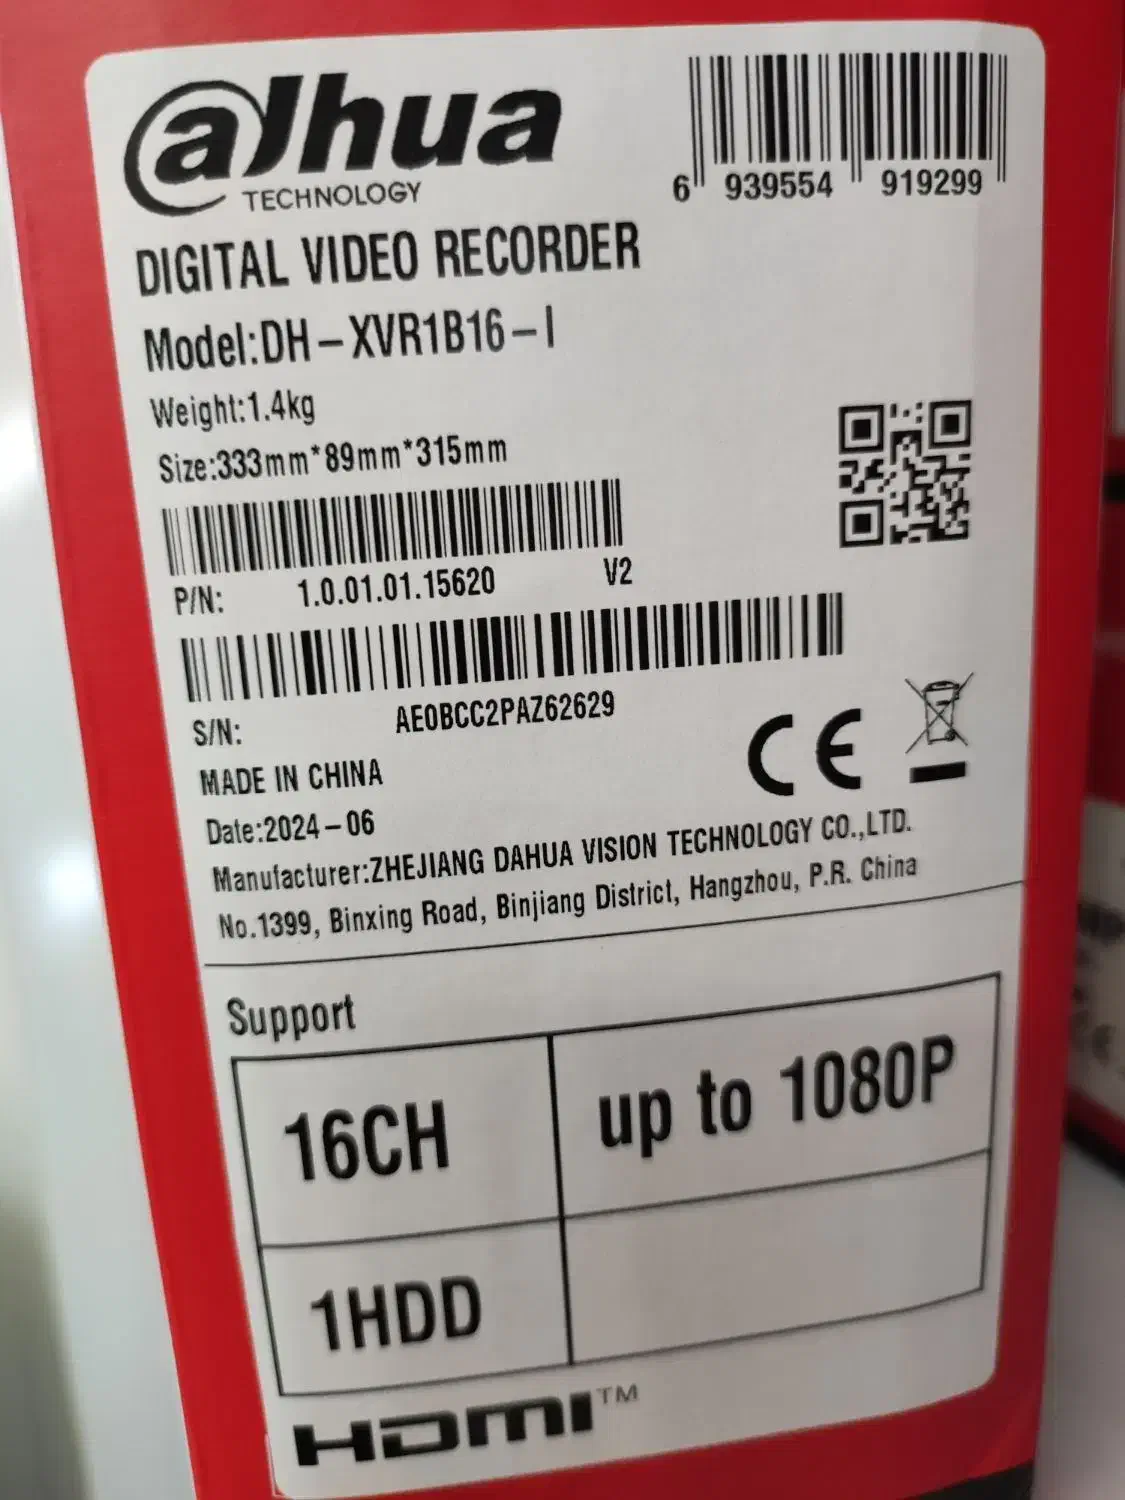 alhua
TECHNOLOGY
6 939554 919299
DIGITAL VIDEO RECORDER
Model:DH-XVR1B16-I
Weight:1.4kg
Size:333mm*89mm*315mm
P/N: 1.0.01.01.15620 V2
S/N: AE0BCC2PAZ62629
MADE IN CHINA
CE
Date:2024-06
Manufacturer:ZHEJIANG DAHUA VISION TECHNOLOGY CO.,LTD.
No.1399, Binxing Road, Binjiang District, Hangzhou, P.R. China
Support
16CH up to 1080P
1HDD
HDMI™